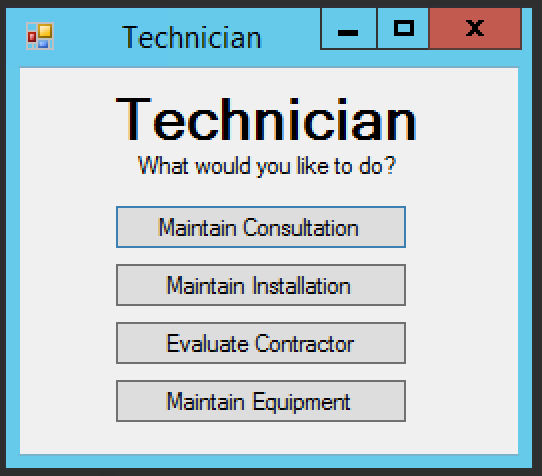 Technician
Technician
What would you like to do?
Maintain Consultation
Maintain Installation
Evaluate Contractor
Maintain Equipment